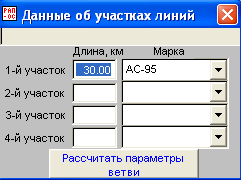 Данные об участках линий
Длина, км Марка
1-й участок 30.00 АС-95
2-й участок
3-й участок
4-й участок
Рассчитать параметры
ветви